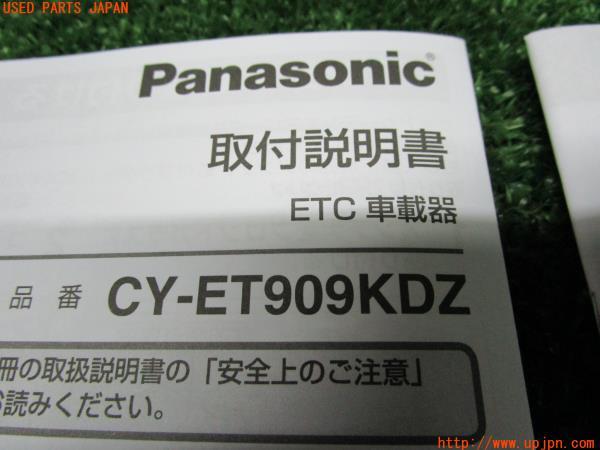 USED PARTS JAPAN
Panasonic®
取付説明書
ETC 車載器
品番 CY-ET909KDZ
冊の取扱説明書の「安全上のご注意」
お読みください。
http://www.upjpn.com/